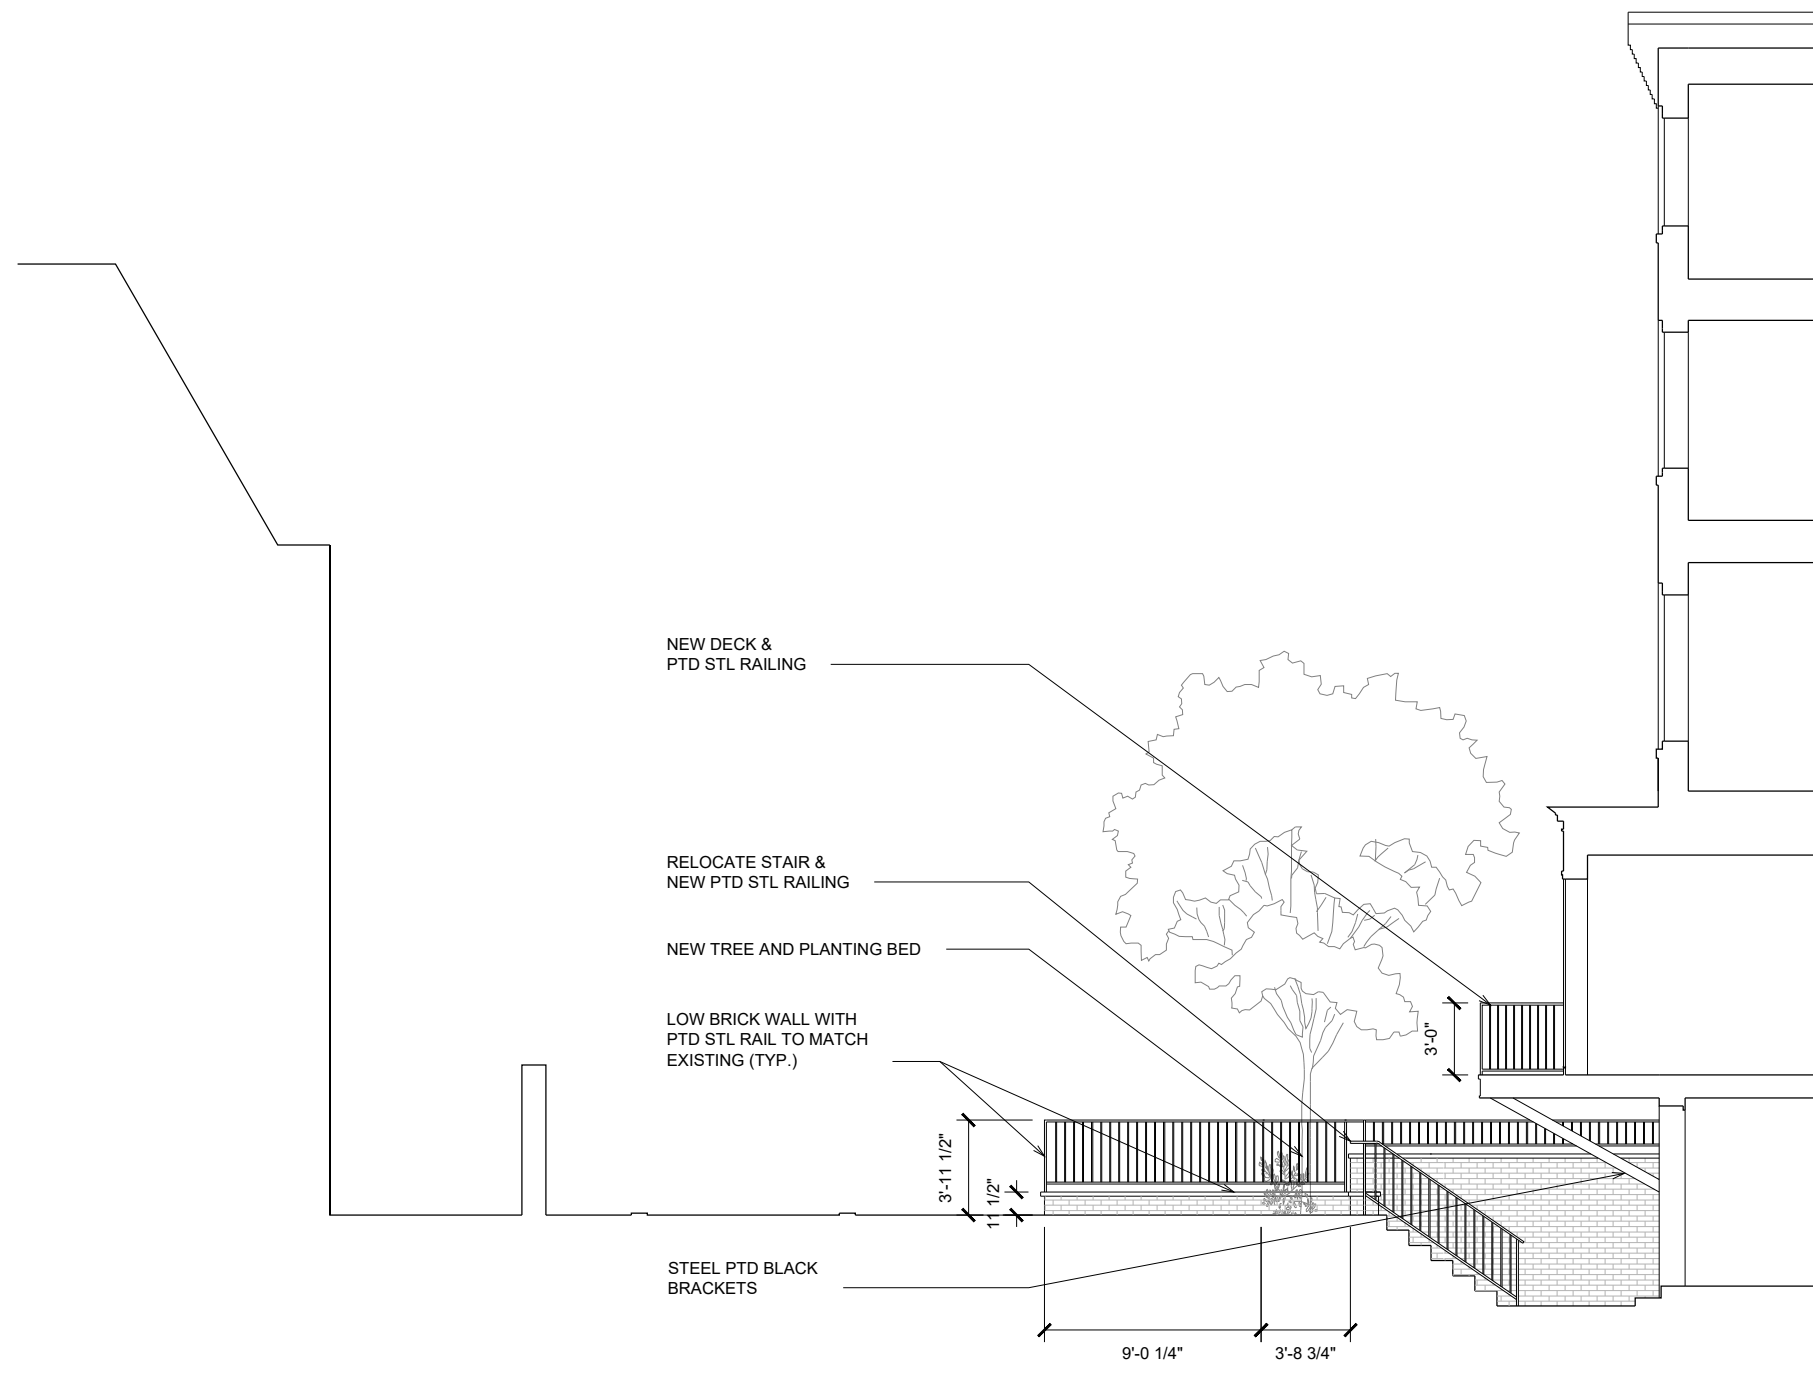 NEW DECK &
PTD STL RAILING
RELOCATE STAIR &
NEW PTD STL RAILING
NEW TREE AND PLANTING BED
LOW BRICK WALL WITH
PTD STL RAIL TO MATCH
EXISTING (TYP.)
3'-0"
3'-11 1/2"
11 1/2"
STEEL PTD BLACK
BRACKETS
9'-0 1/4"
3'-8 3/4"